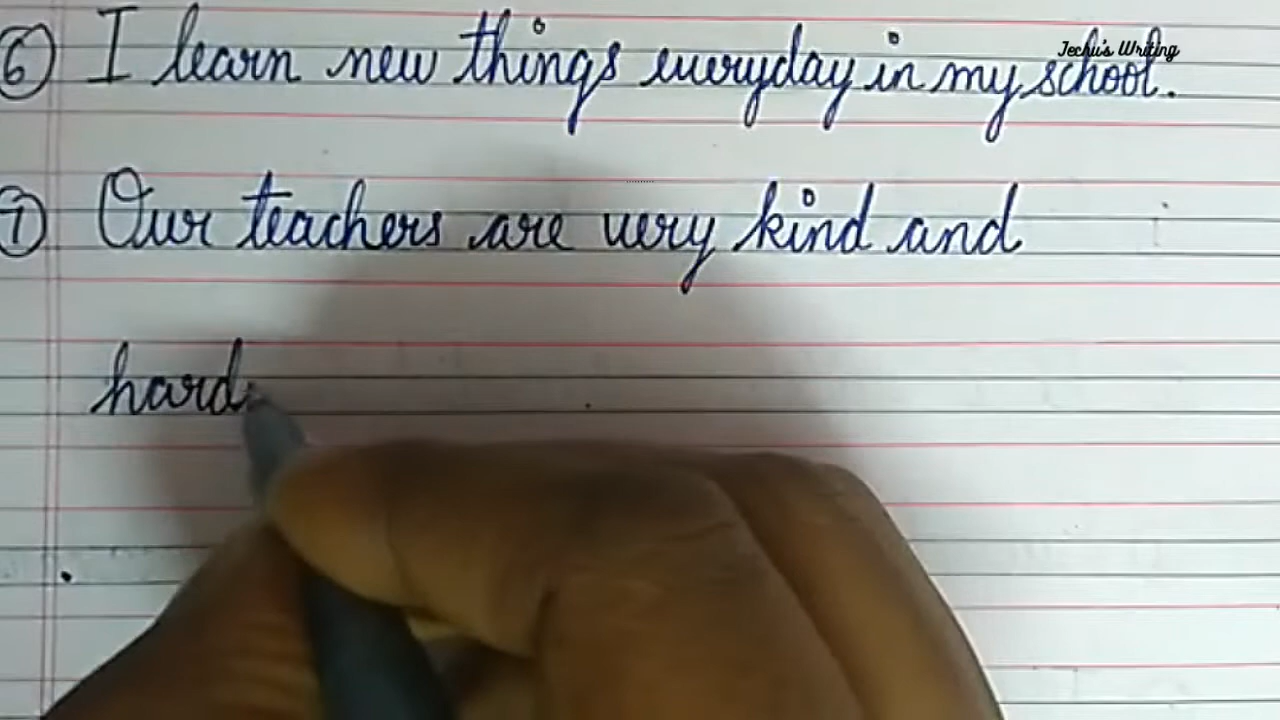 Jechu's Writing
⑥ I learn new things everyday in my school.
⑦ Our teachers are very kind and
hard